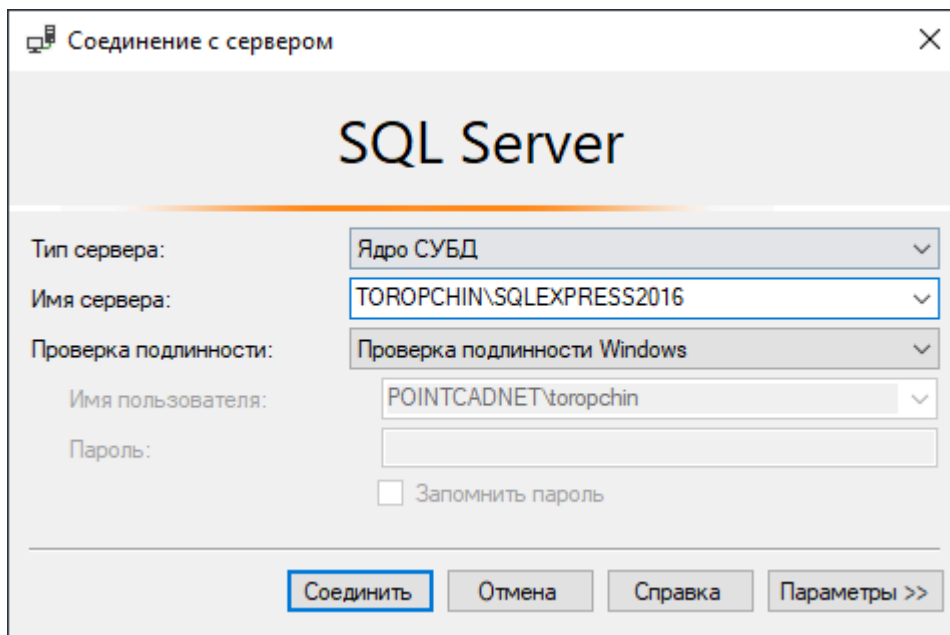 Соединение с сервером
SQL Server
Тип сервера: Ядро СУБД
Имя сервера: TOROPCHIN\SQLEXPRESS2016
Проверка подлинности: Проверка подлинности Windows
Имя пользователя: POINTCADNET\toropchin
Пароль:
Запомнить пароль
Соединить Отмена Справка Параметры >>